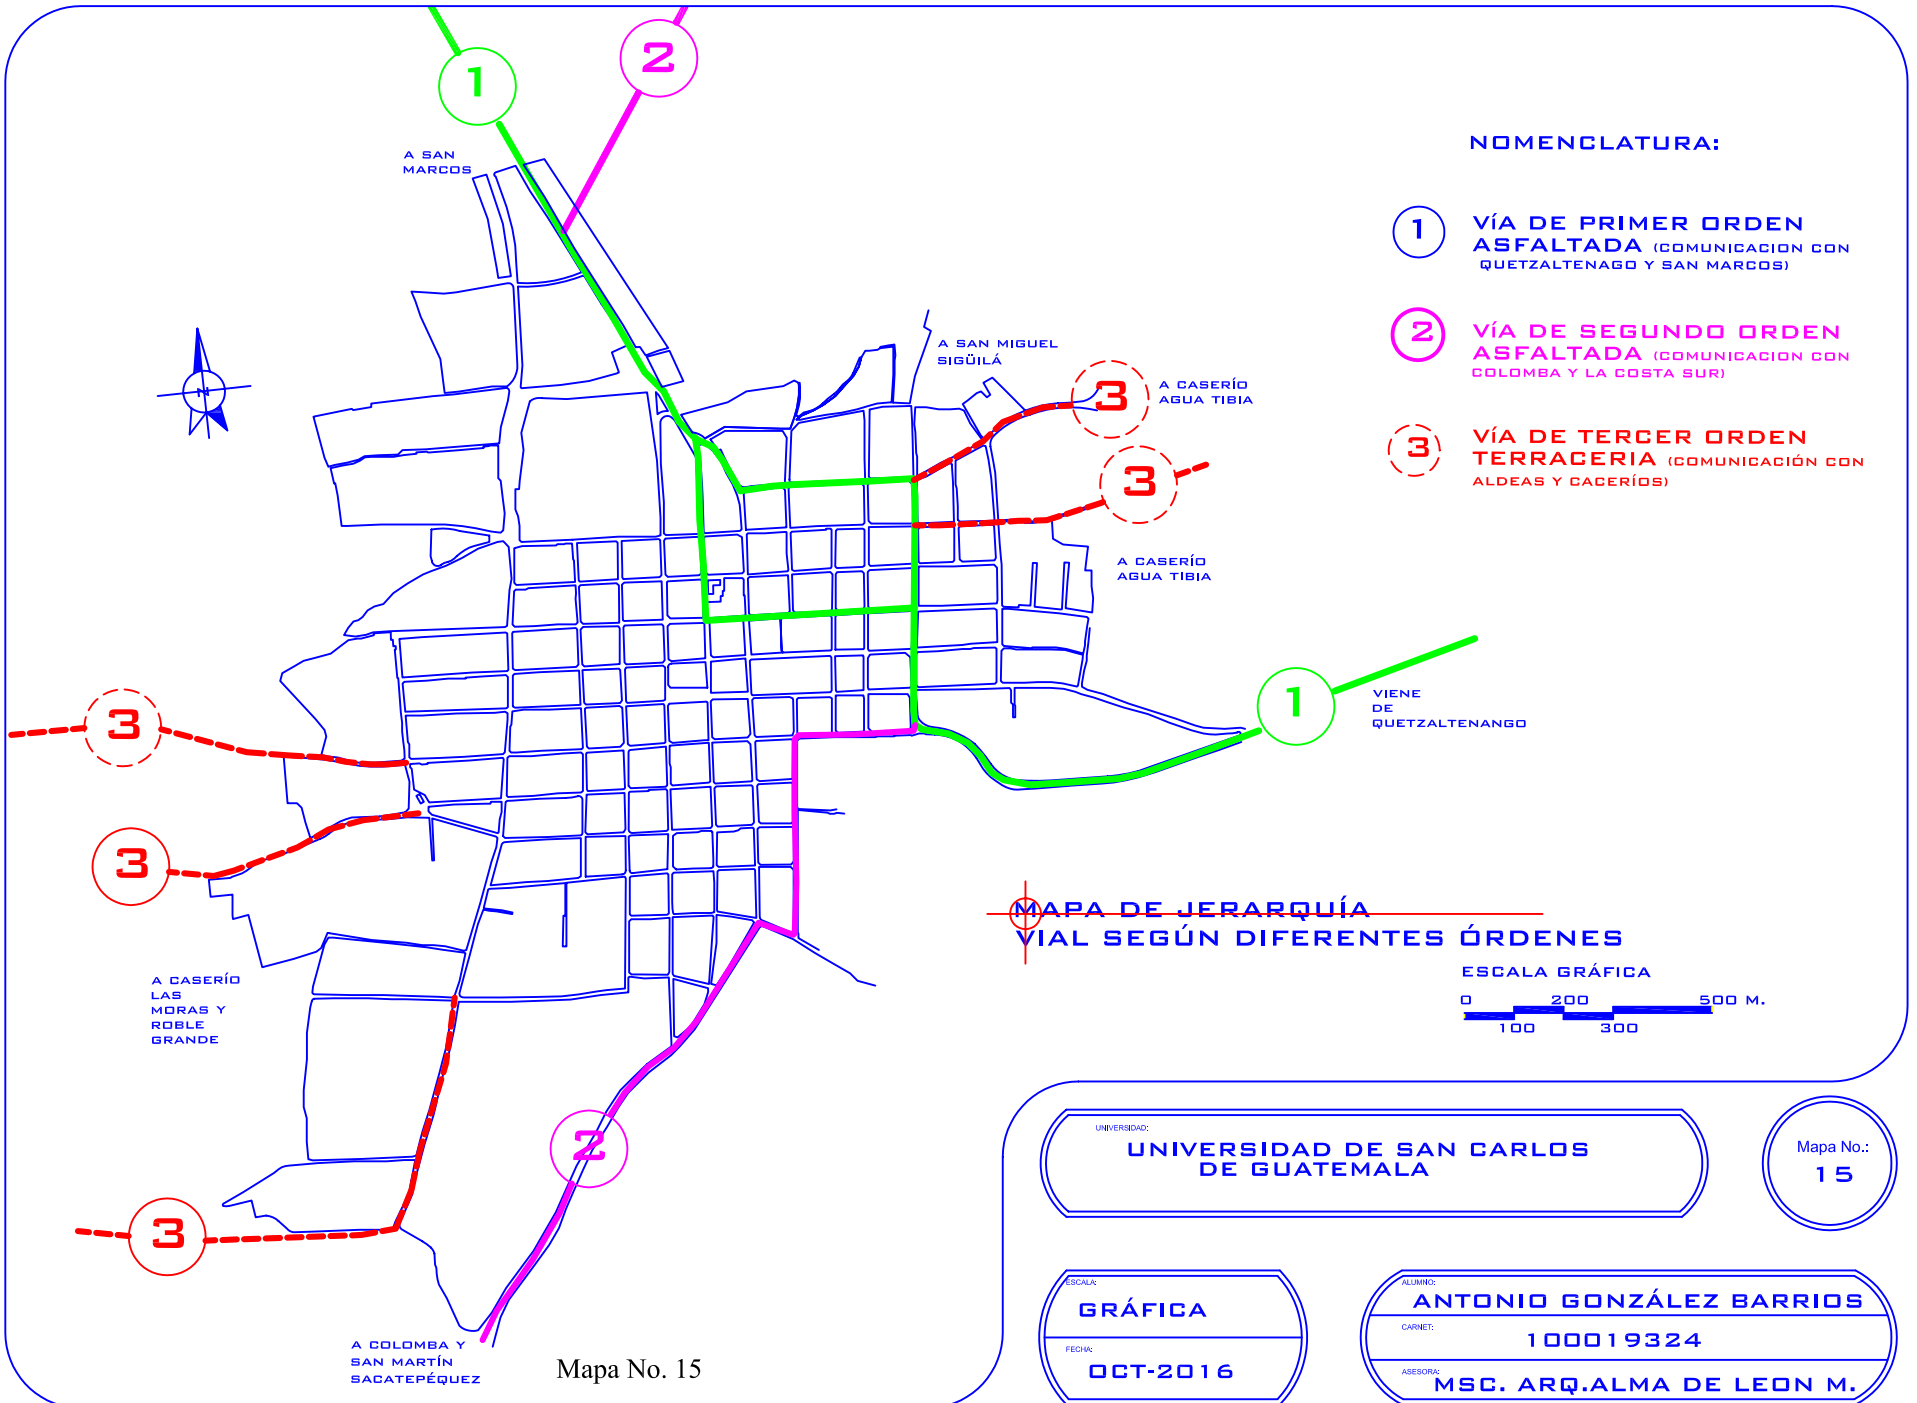 1
2
A SAN
MARCOS
NOMENCLATURA:
1
VÍA DE PRIMER ORDEN
ASFALTADA (COMUNICACION CON
QUETZALTENAGO Y SAN MARCOS)
2
VÍA DE SEGUNDO ORDEN
ASFALTADA (COMUNICACION CON
COLOMBA Y LA COSTA SUR)
3
VÍA DE TERCER ORDEN
TERRACERIA (COMUNICACIÓN CON
ALDEAS Y CACERÍOS)
N
A SAN MIGUEL
SIGÜILÁ
3
A CASERÍO
AGUA TIBIA
3
A CASERÍO
AGUA TIBIA
1
VIENE
DE
QUETZALTENANGO
3
3
A CASERÍO
LAS
MORAS Y
ROBLE
GRANDE
MAPA DE JERARQUÍA
VIAL SEGÚN DIFERENTES ÓRDENES
ESCALA GRÁFICA
0 200 500 M.
100 300
2
3
A COLOMBA Y
SAN MARTÍN
SACATEPÉQUEZ
Mapa No. 15
UNIVERSIDAD:
UNIVERSIDAD DE SAN CARLOS
DE GUATEMALA
Mapa No.:
15
ESCALA:
GRÁFICA
FECHA:
OCT-2016
ALUMNO:
ANTONIO GONZÁLEZ BARRIOS
CARNET:
100019324
ASESORA:
MSC. ARQ.ALMA DE LEON M.